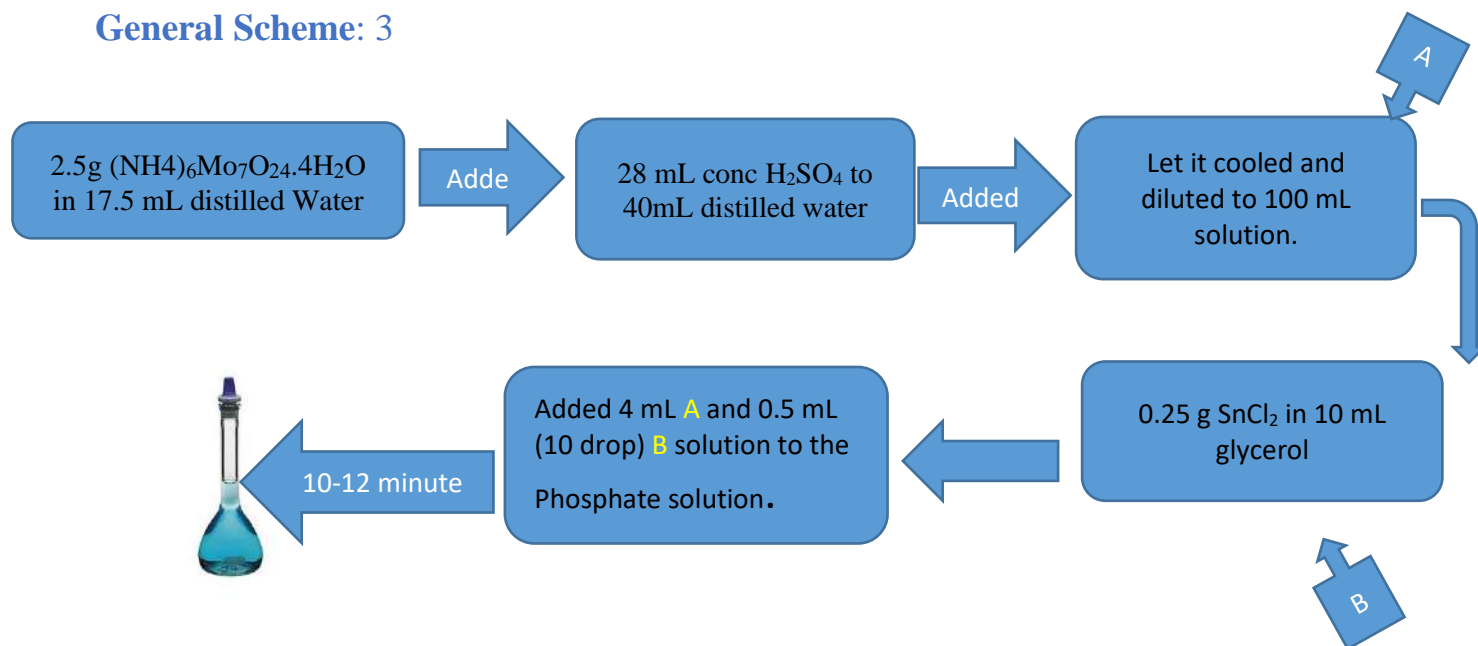 General Scheme: 3
A
2.5g (NH4)₆Mo₇O₂₄.4H₂O
in 17.5 mL distilled Water
Adde
28 mL conc H₂SO₄ to
40mL distilled water
Added
Let it cooled and
diluted to 100 mL
solution.
0.25 g SnCl₂ in 10 mL
glycerol
B
Added 4 mL A and 0.5 mL
(10 drop) B solution to the
Phosphate solution.
10-12 minute